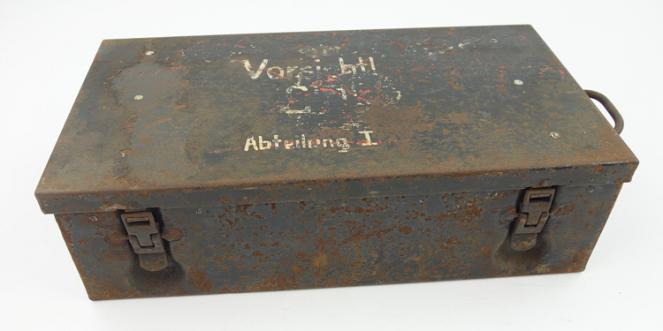 Vorsicht!
Abteilung I